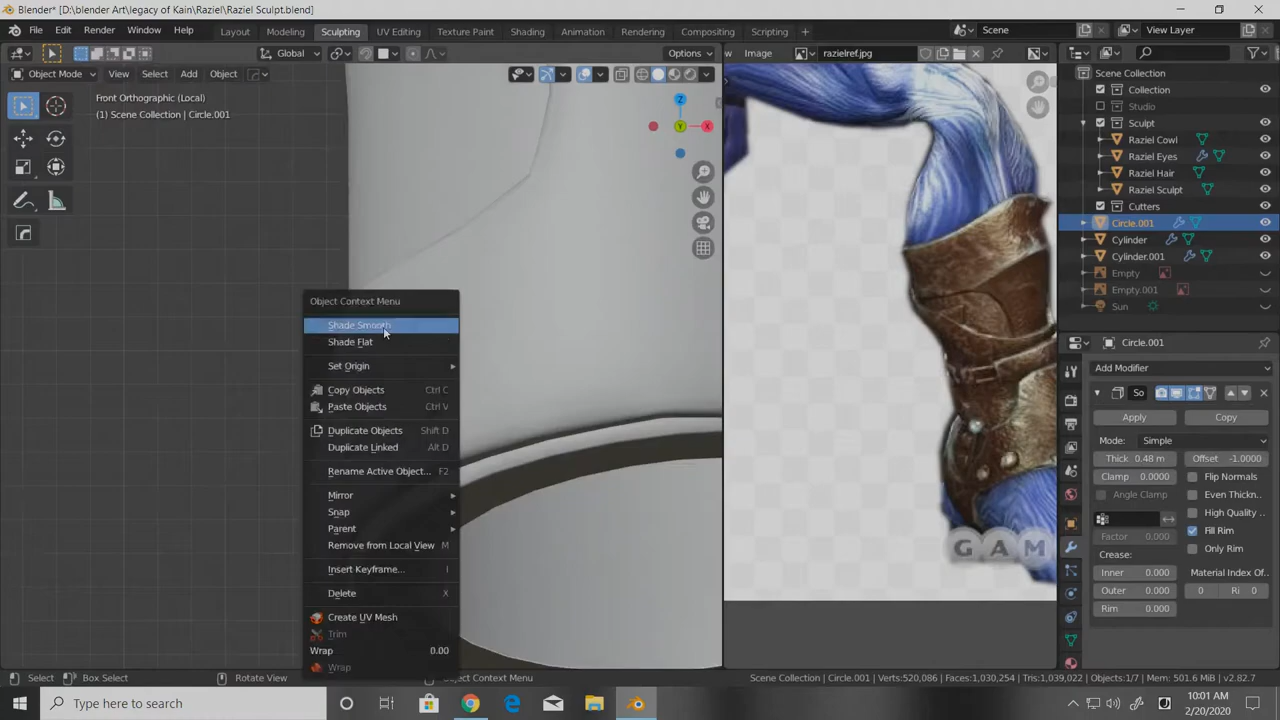 Blender* [D:\blender Art\legacy of Kain\Raziel\Raziel Sculpt.blend]
File Edit Render Window Help Layout Modeling Sculpting UV Editing Texture Paint Shading Animation Rendering Compositing Scripting Scene View Layer
Global Options w Image razielref.jpg
Object Mode View Select Add Object
Front Orthographic (Local)
(1) Scene Collection | Circle.001
Z
Y
X
Scene Collection
Collection
Studio
Sculpt
Raziel Cowl
Raziel Eyes
Raziel Hair
Raziel Sculpt
Cutters
Circle.001
Cylinder
Cylinder.001
Empty
Empty.001
Sun
Circle.001
Add Modifier
So
Apply Copy
Mode: Simple
Thick 0.48 m Offset -1.0000
Clamp 0.0000 Flip Normals
Angle Clamp Even Thickn..
High Quality ..
Fill Rim
Factor 0.000
Only Rim
Crease:
Inner 0.000 Material Index Of..
Outer 0.000 0 Ri 0
Rim 0.000
Object Context Menu
Shade Smooth
Shade Flat
Set Origin
Copy Objects Ctrl C
Paste Objects Ctrl V
Duplicate Objects Shift D
Duplicate Linked Alt D
Rename Active Object... F2
Mirror
Snap
Parent
Remove from Local View M
Insert Keyframe... I
Delete X
Create UV Mesh
Trim
Wrap 0.00
Wrap
G A M
Select Box Select Rotate View Object Context Menu Scene Collection | Circle.001 | Verts:520,086 | Faces:1,030,254 | Tris:1,039,022 | Objects:1/7 | Mem: 501.6 MiB | v2.82.7
Type here to search
10:01 AM
2/20/2020